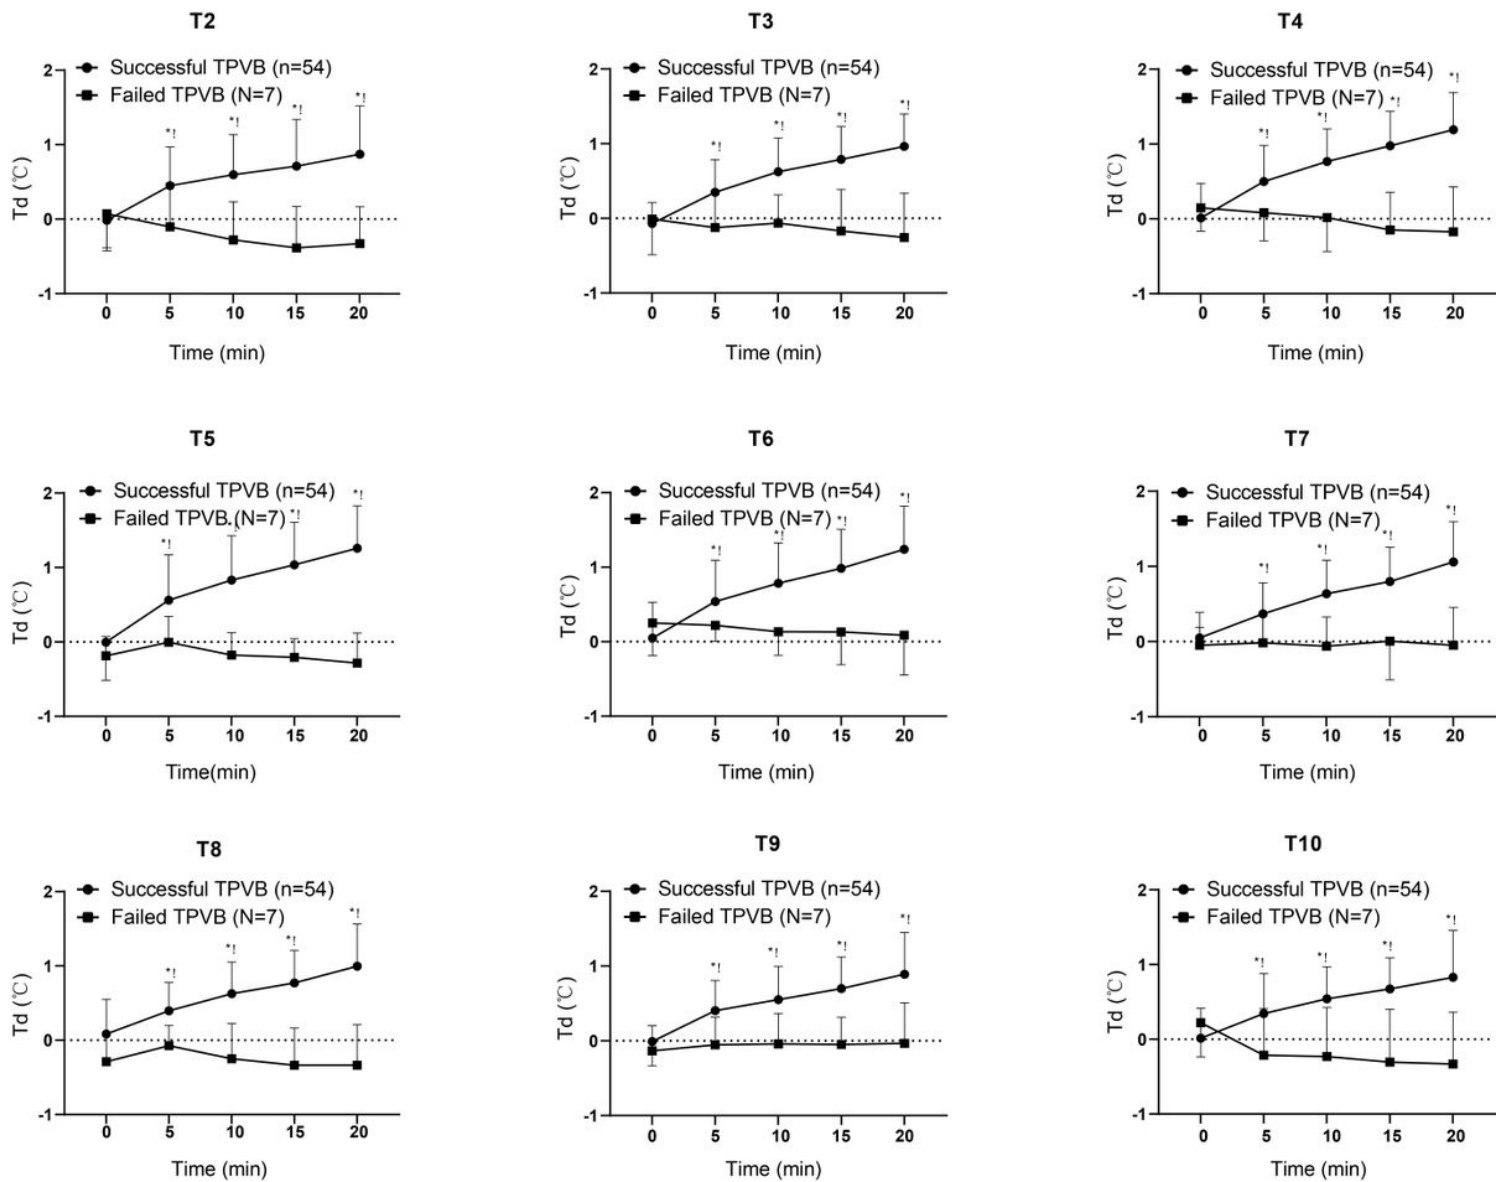 T2
T3
T4
Successful TPVB (n=54)
Failed TPVB (N=7)
Successful TPVB (n=54)
Failed TPVB (N=7)
Successful TPVB (n=54)
Failed TPVB (N=7)
Td (℃)
2
1
0
-1
*!
*!
*!
*!
0 5 10 15 20
Time (min)
Td (℃)
2
1
0
-1
*!
*!
*!
*!
0 5 10 15 20
Time (min)
Td (℃)
2
1
0
-1
*!
*!
*!
*!
0 5 10 15 20
Time (min)
T5
T6
T7
Successful TPVB (n=54)
Failed TPVB (N=7)
Successful TPVB (n=54)
Failed TPVB (N=7)
Successful TPVB (n=54)
Failed TPVB (N=7)
Td (℃)
2
1
0
-1
*!
*!
*!
*!
0 5 10 15 20
Time(min)
Td (℃)
2
1
0
-1
*!
*!
*!
*!
0 5 10 15 20
Time (min)
Td (℃)
2
1
0
-1
*!
*!
*!
*!
0 5 10 15 20
Time (min)
T8
T9
T10
Successful TPVB (n=54)
Failed TPVB (N=7)
Successful TPVB (n=54)
Failed TPVB (N=7)
Successful TPVB (n=54)
Failed TPVB (N=7)
Td (℃)
2
1
0
-1
*!
*!
*!
*!
0 5 10 15 20
Time (min)
Td (℃)
2
1
0
-1
*!
*!
*!
*!
0 5 10 15 20
Time (min)
Td (℃)
2
1
0
-1
*!
*!
*!
*!
0 5 10 15 20
Time (min)